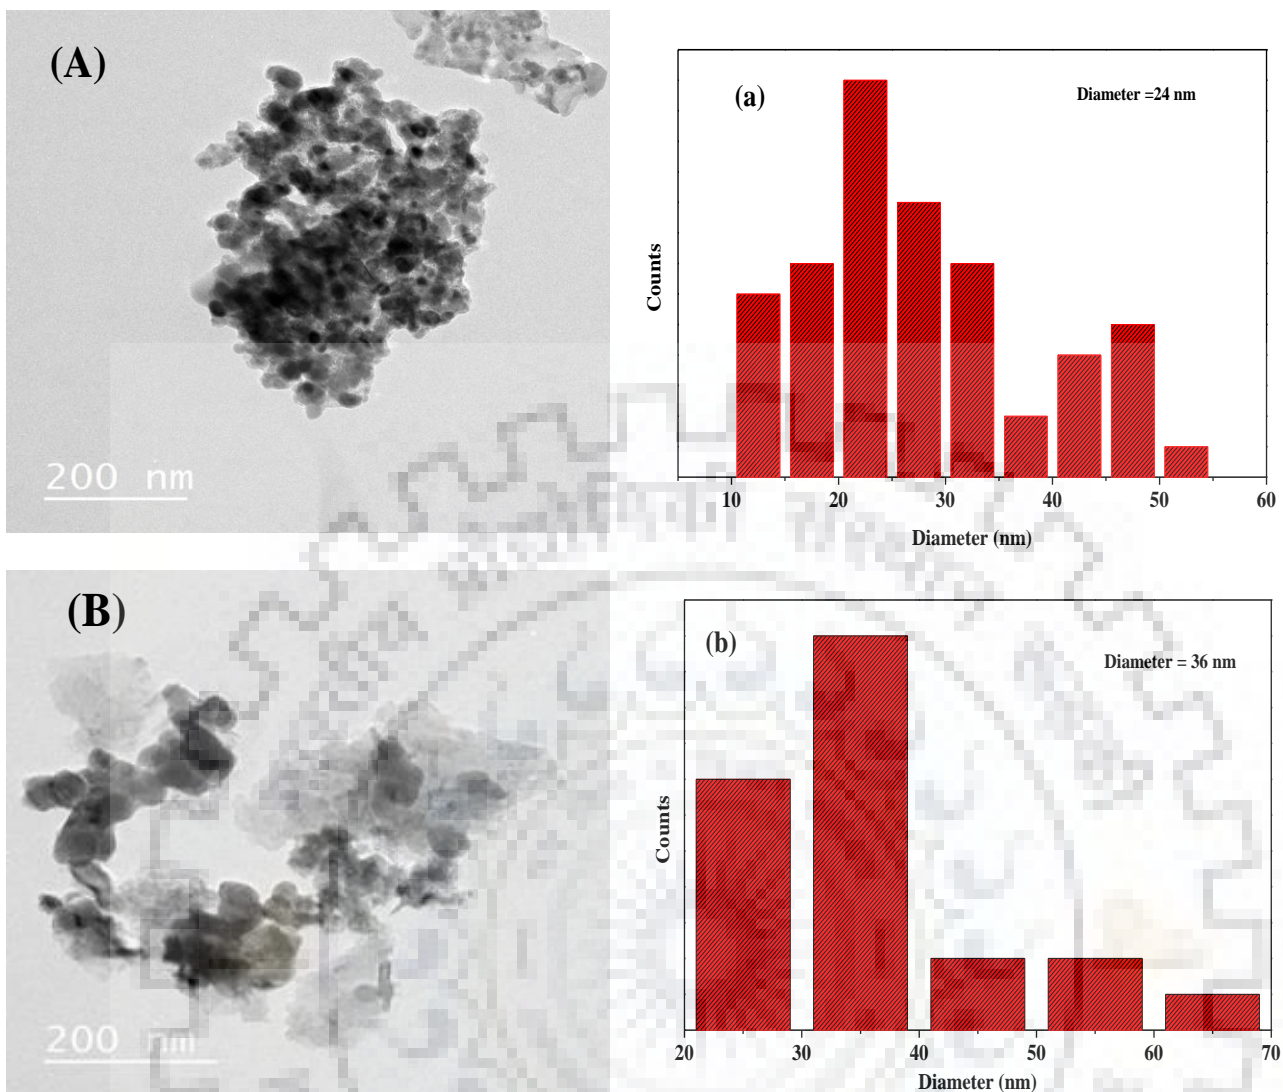 (A)
200 nm
(a)
Diameter =24 nm
Counts
10 20 30 40 50 60
Diameter (nm)
(B)
200 nm
(b)
Diameter = 36 nm
Counts
20 30 40 50 60 70
Diameter (nm)